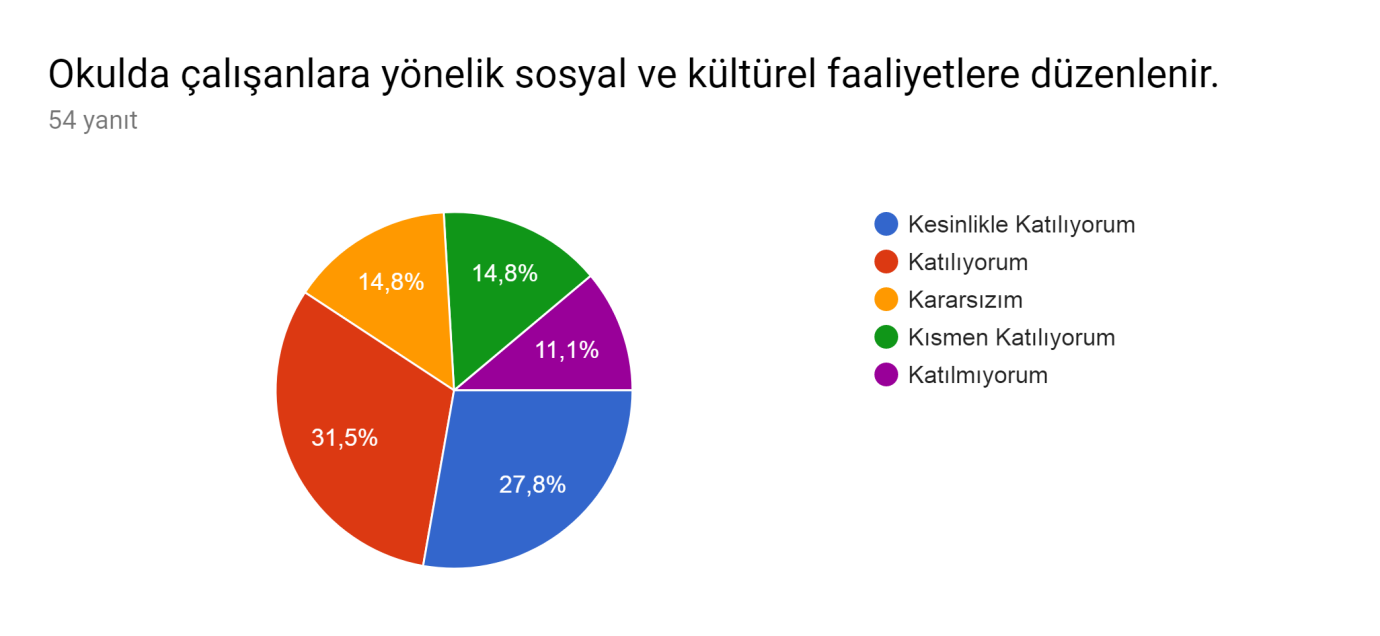 Okulda çalışanlara yönelik sosyal ve kültürel faaliyetlere düzenlenir.
54 yanıt
Kesinlikle Katılıyorum
Katılıyorum
Kararsızım
Kısmen Katılıyorum
Katılmıyorum
14,8%
14,8%
11,1%
31,5%
27,8%